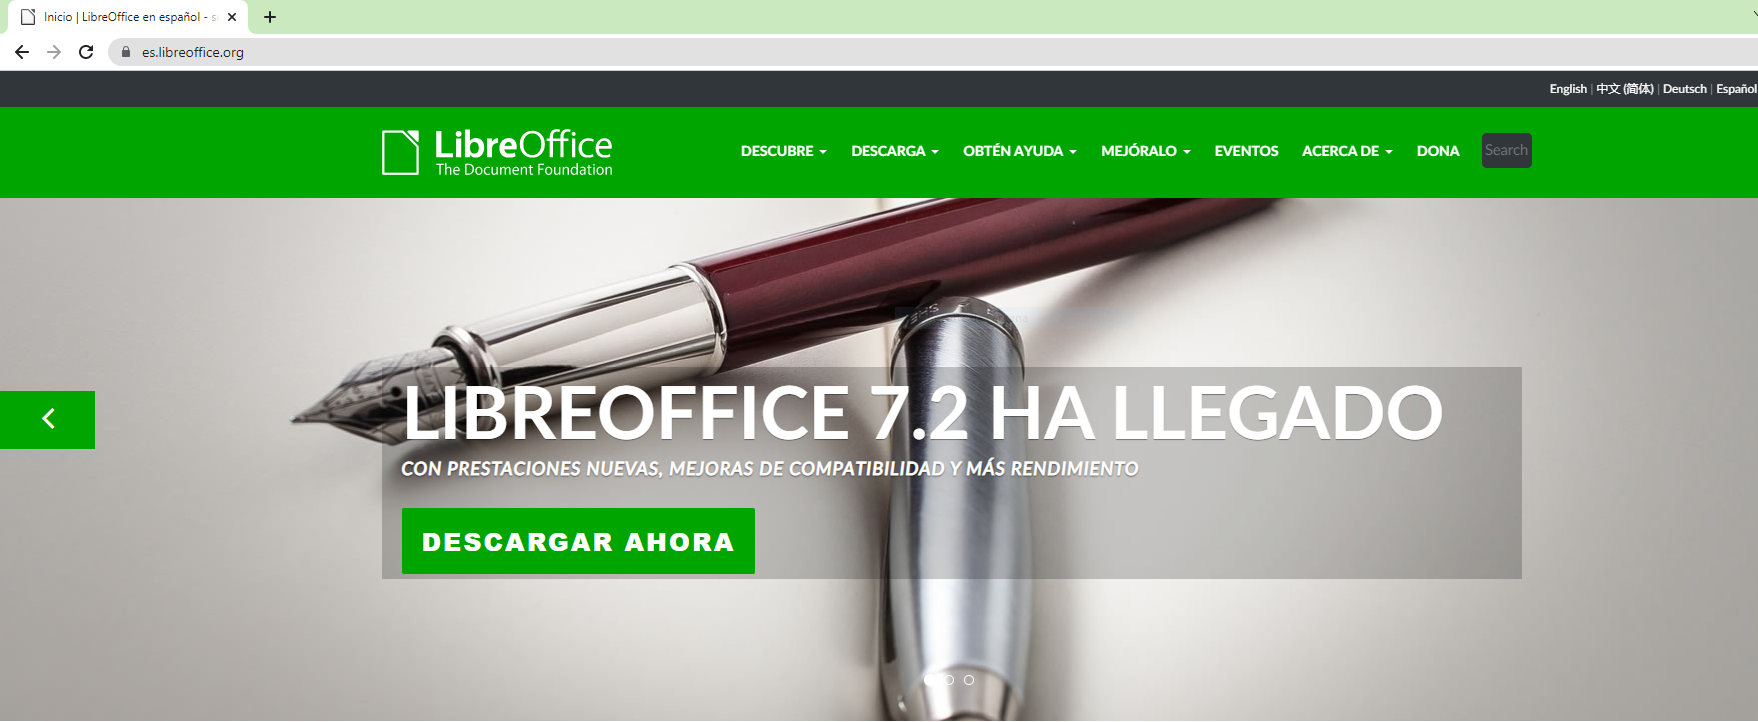 Inicio | LibreOffice en español -
es.libreoffice.org
English | 中文 (简体) | Deutsch | Español
LibreOffice
The Document Foundation
DESCUBRE
DESCARGA
OBTÉN AYUDA
MEJÓRALO
EVENTOS
ACERCA DE
DONA
Search
LIBREOFFICE 7.2 HA LLEGADO
CON PRESTACIONES NUEVAS, MEJORAS DE COMPATIBILIDAD Y MÁS RENDIMIENTO
DESCARGAR AHORA